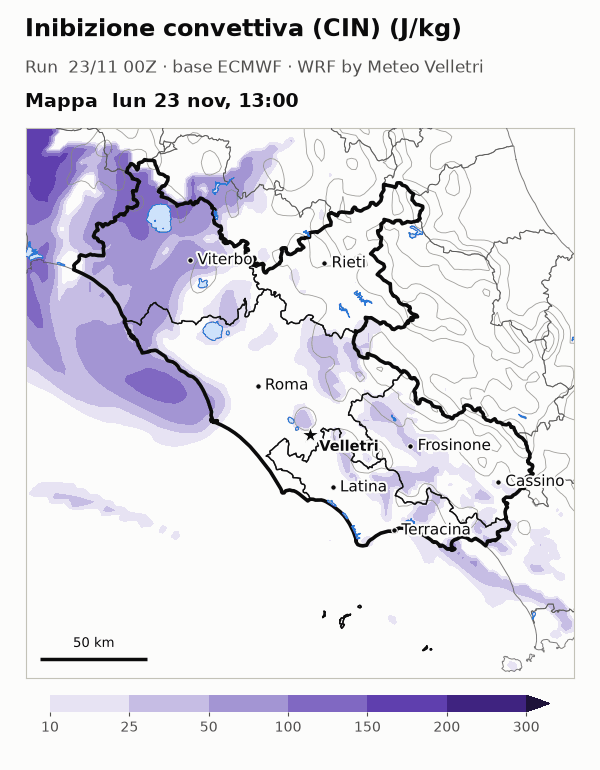 Inibizione convettiva (CIN) (J/kg)
Run 23/11 00Z · base ECMWF · WRF by Meteo Velletri
Mappa lun 23 nov, 13:00
Viterbo
Rieti
Roma
Velletri
Frosinone
Latina
Cassino
Terracina
50 km
10 25 50 100 150 200 300